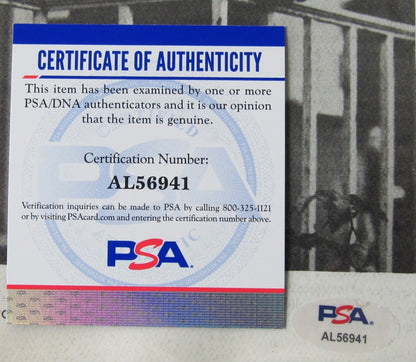 CERTIFICATE OF AUTHENTICITY
This item has been examined by one or more
PSA/DNA authenticators and it is our opinion
that the item is genuine.
Certification Number:
AL56941
Verification inquiries can be made to PSA by calling 800-325-1121
or by visiting PSAcard.com and entering the certification number above.
PSA
PSA
AL56941